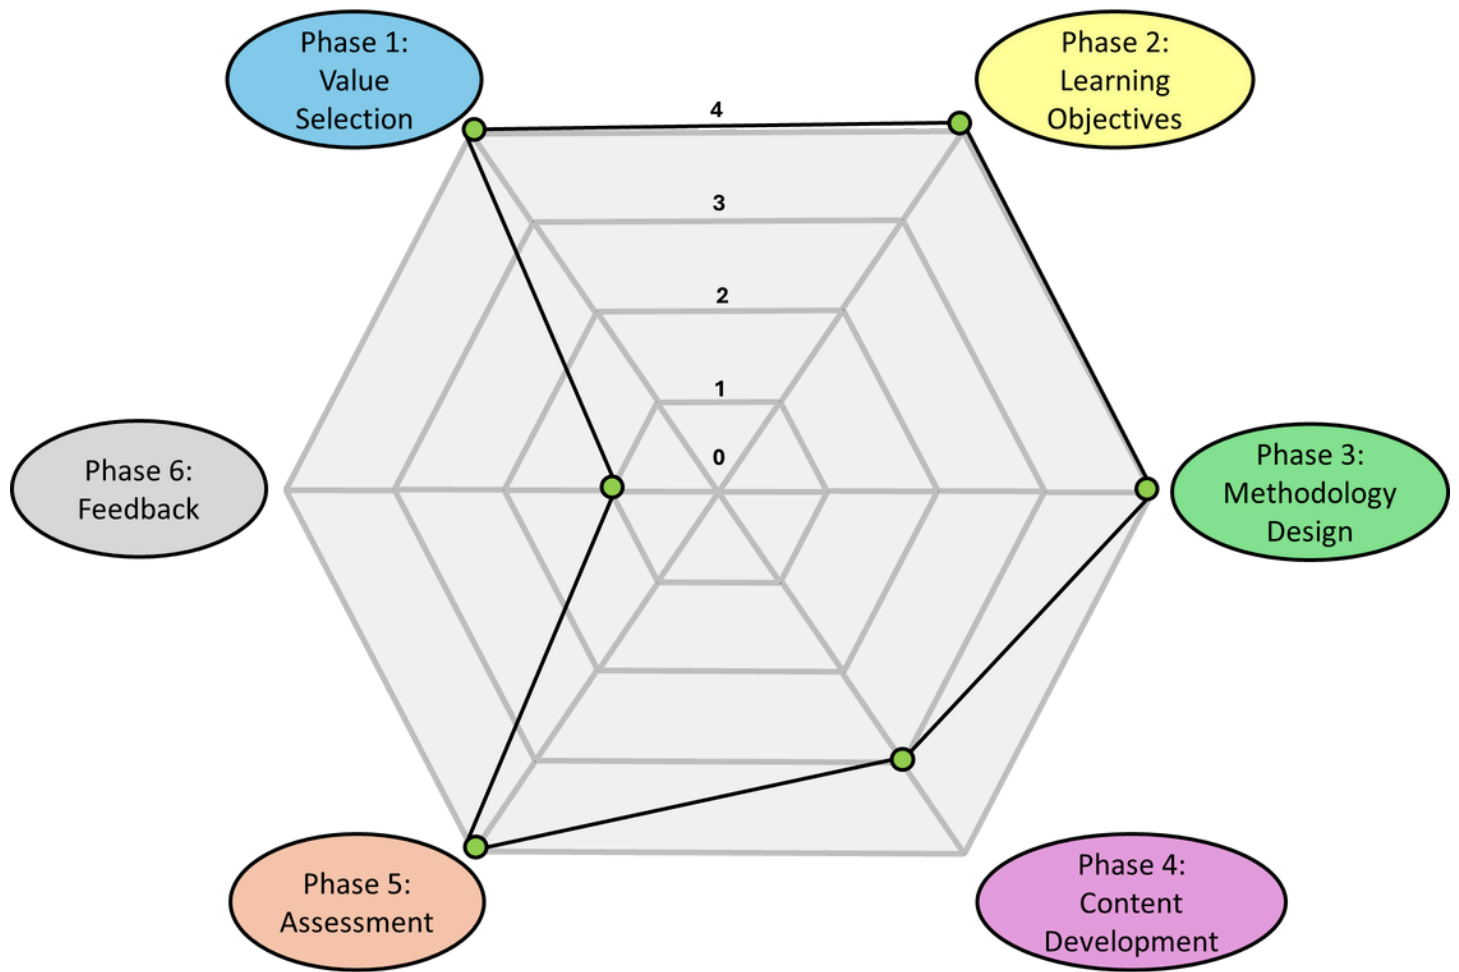 Phase 1:
Value
Selection
Phase 2:
Learning
Objectives
4
3
2
1
0
Phase 6:
Feedback
Phase 3:
Methodology
Design
Phase 5:
Assessment
Phase 4:
Content
Development